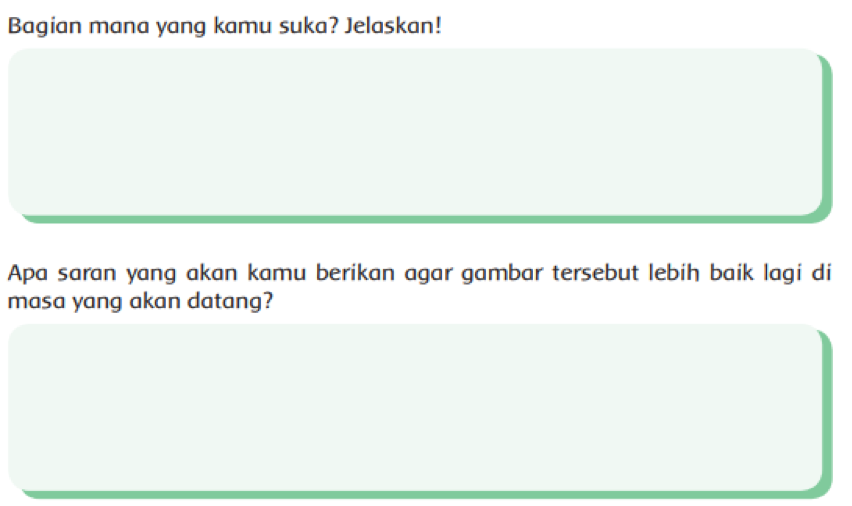 Bagian mana yang kamu suka? Jelaskan!
Apa saran yang akan kamu berikan agar gambar tersebut lebih baik lagi di
masa yang akan datang?